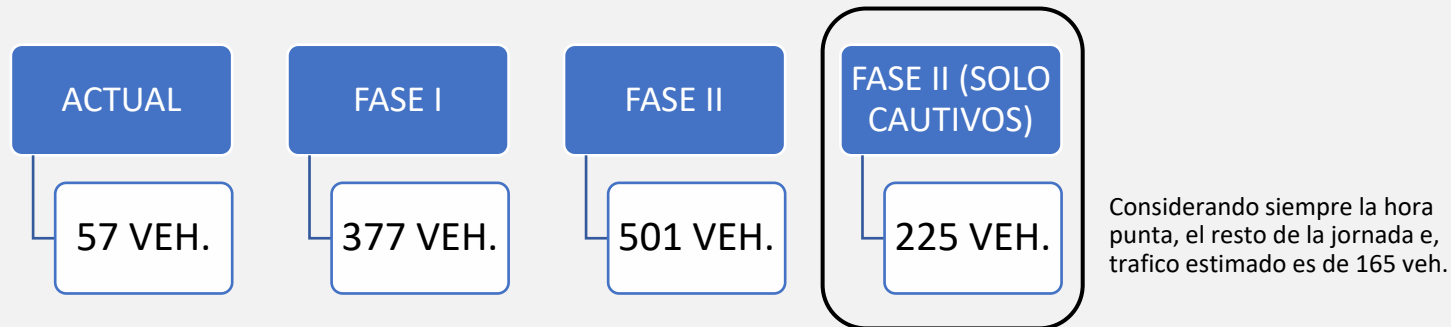 ACTUAL
57 VEH.
FASE I
377 VEH.
FASE II
501 VEH.
FASE II (SOLO
CAUTIVOS)
225 VEH.
Considerando siempre la hora
punta, el resto de la jornada e,
trafico estimado es de 165 veh.